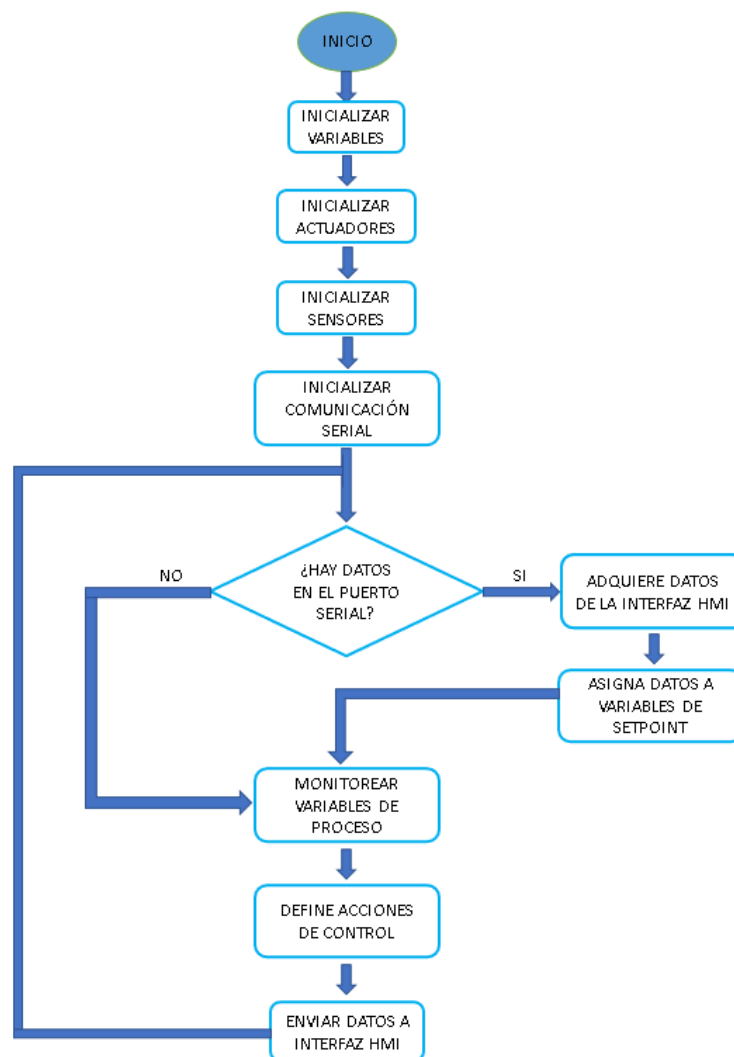 INICIO
INICIALIZAR
VARIABLES
INICIALIZAR
ACTUADORES
INICIALIZAR
SENSORES
INICIALIZAR
COMUNICACIÓN
SERIAL
¿HAY DATOS
EN EL PUERTO
SERIAL?
NO
SI
ADQUIERE DATOS
DE LA INTERFAZ HMI
ASIGNA DATOS A
VARIABLES DE
SETPOINT
MONITOREAR
VARIABLES DE
PROCESO
DEFINE ACCIONES
DE CONTROL
ENVIAR DATOS A
INTERFAZ HMI